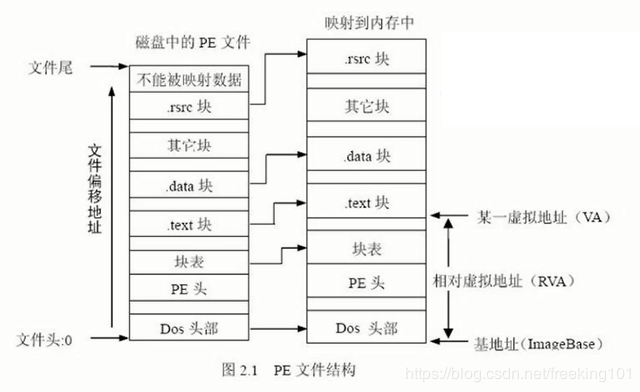 磁盘中的 PE 文件
映射到内存中
文件尾
不能被映射数据
.rsrc 块
其它块
.data 块
.text 块
块表
PE 头
Dos 头部
文件偏移地址
文件头:0
.rsrc 块
其它块
.data 块
.text 块
块表
PE 头
Dos 头部
某一虚拟地址（VA）
相对虚拟地址（RVA）
基地址（ImageBase）
图 2.1 PE 文件结构
https://blog.csdn.net/freeking101